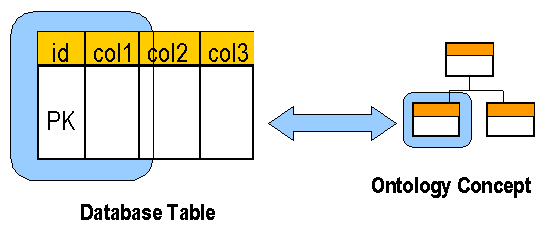 id col1 col2 col3
PK
Ontology Concept
Database Table